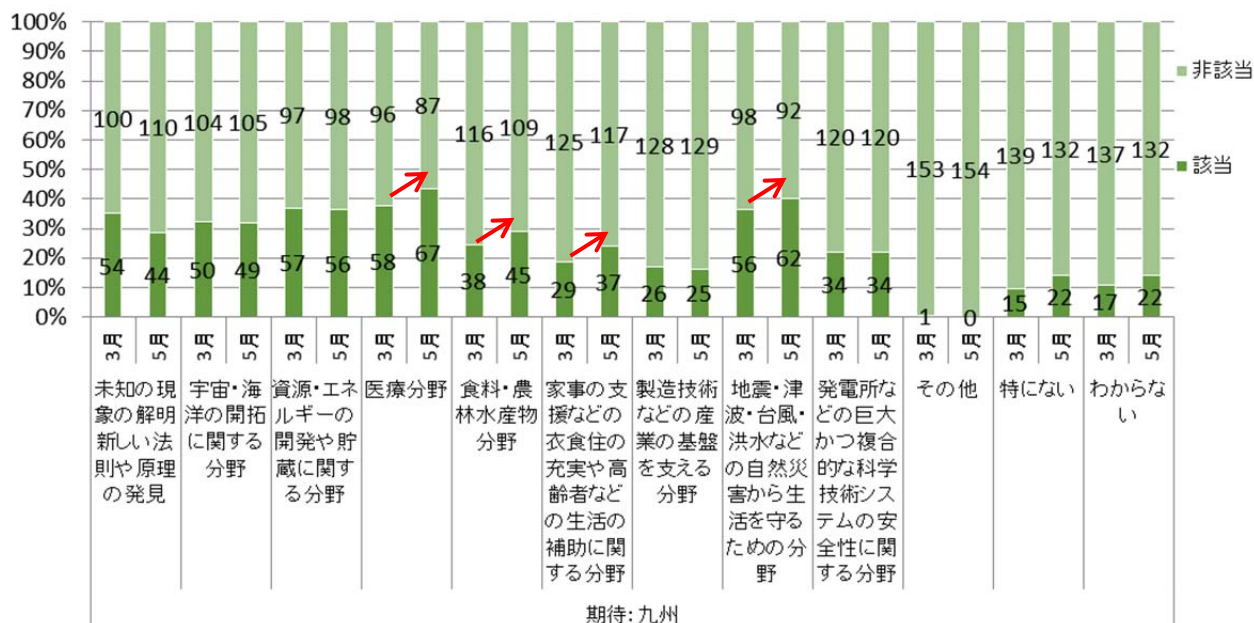 100%
90%
80%
70%
60%
50%
40%
30%
20%
10%
0%
100 110 104 105 97 98 96 87 116 109 125 117 128 129 98 92 120 120 153 154 139 132 137 132
54 44 50 49 57 56 58 67 38 45 29 37 26 25 56 62 34 34 1 0 15 22 17 22
非該当
該当
3月 5月 3月 5月 3月 5月 3月 5月 3月 5月 3月 5月 3月 5月 3月 5月 3月 5月 3月 5月 3月 5月 3月 5月
未知の現
象の解明
新しい法
則や原理
の発見
宇宙・海
洋の開拓
に関する
分野
資源・エネ
ルギーの
開発や貯
蔵に関す
る分野
医療分野
食料・農
林水産物
分野
家事の支
援などの
衣食住の
充実や高
齢者など
の生活の
補助に関
する分野
製造技術
などの産
業の基盤
を支える
分野
地震・津
波・台風・
洪水など
の自然災
害から生
活を守る
ための分
野
発電所な
どの巨大
かつ複合
的な科学
技術シス
テムの安
全性に関
する分野
その他
特にない
わからな
い
期待：九州